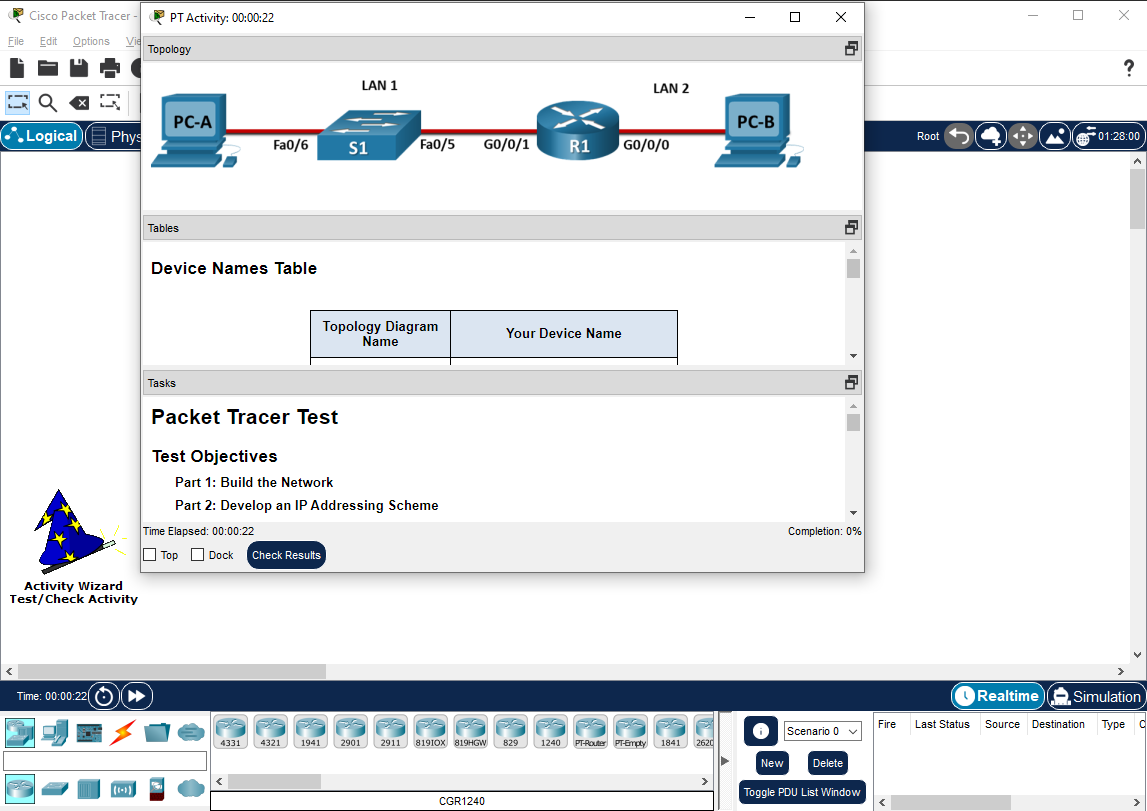 Cisco Packet Tracer -
PT Activity: 00:00:22
File Edit Options Vie
Topology
?
LAN 1
LAN 2
PC-A
Fa0/6
S1
Fa0/5
G0/0/1
R1
G0/0/0
PC-B
Logical
Phys
Root
01:28:00
Tables
Device Names Table
Topology Diagram Name
Your Device Name
Tasks
Packet Tracer Test
Test Objectives
Part 1: Build the Network
Part 2: Develop an IP Addressing Scheme
Time Elapsed: 00:00:22
Completion: 0%
Top
Dock
Check Results
Activity Wizard
Test/Check Activity
Time: 00:00:22
Realtime
Simulation
4331 4321 1941 2901 2911 819IOX 819HGW 829 1240 PT-Router PT-Empty 1841 2620
CGR1240
Scenario 0
New
Delete
Toggle PDU List Window
Fire Last Status Source Destination Type C